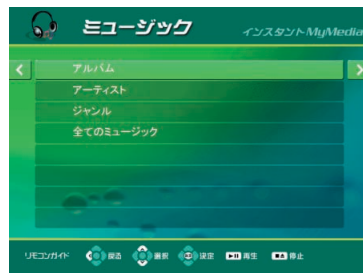 ミュージック
インスタントMyMedia
アルバム
アーティスト
ジャンル
全てのミュージック
リモコンガイド 戻る 選択 決定 再生 停止